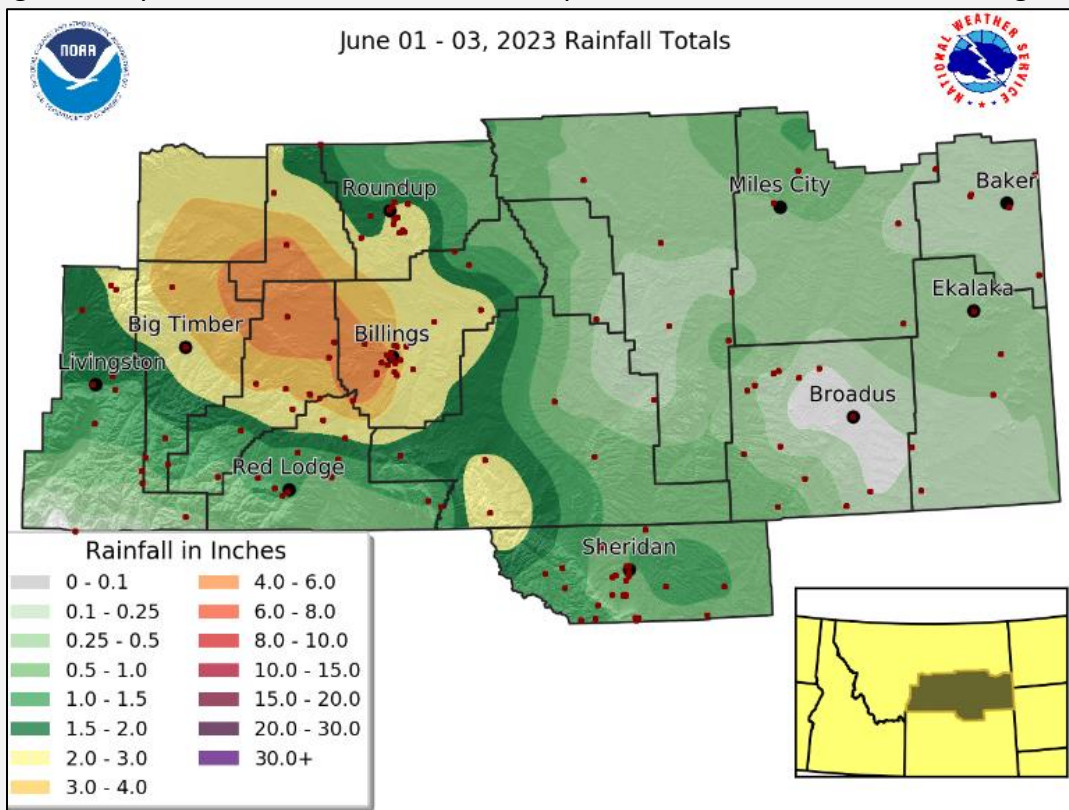 June 01 - 03, 2023 Rainfall Totals
NOAA
NATIONAL WEATHER SERVICE
Roundup
Miles City
Baker
Ekalaka
Big Timber
Billings
Livingston
Broadus
Red Lodge
Sheridan
Rainfall in Inches
0 - 0.1
0.1 - 0.25
0.25 - 0.5
0.5 - 1.0
1.0 - 1.5
1.5 - 2.0
2.0 - 3.0
3.0 - 4.0
4.0 - 6.0
6.0 - 8.0
8.0 - 10.0
10.0 - 15.0
15.0 - 20.0
20.0 - 30.0
30.0+